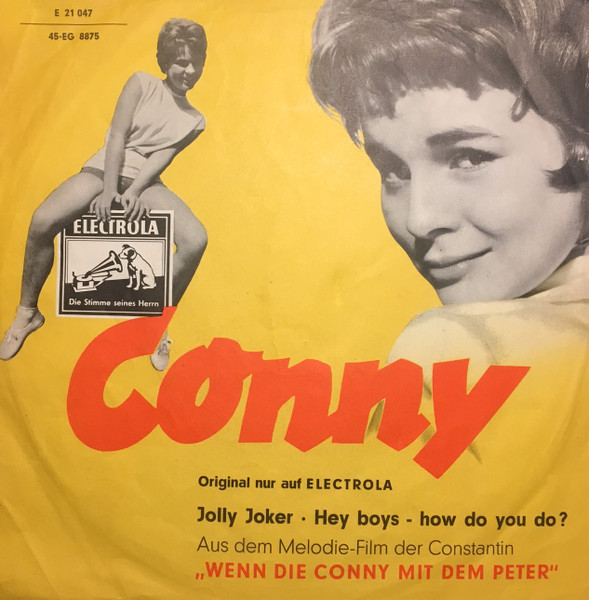 E 21 047
45-EG 8875
ELECTROLA
Die Stimme seines Herrn
Conny
Original nur auf ELECTROLA
Jolly Joker · Hey boys - how do you do?
Aus dem Melodie-Film der Constantin
„WENN DIE CONNY MIT DEM PETER“